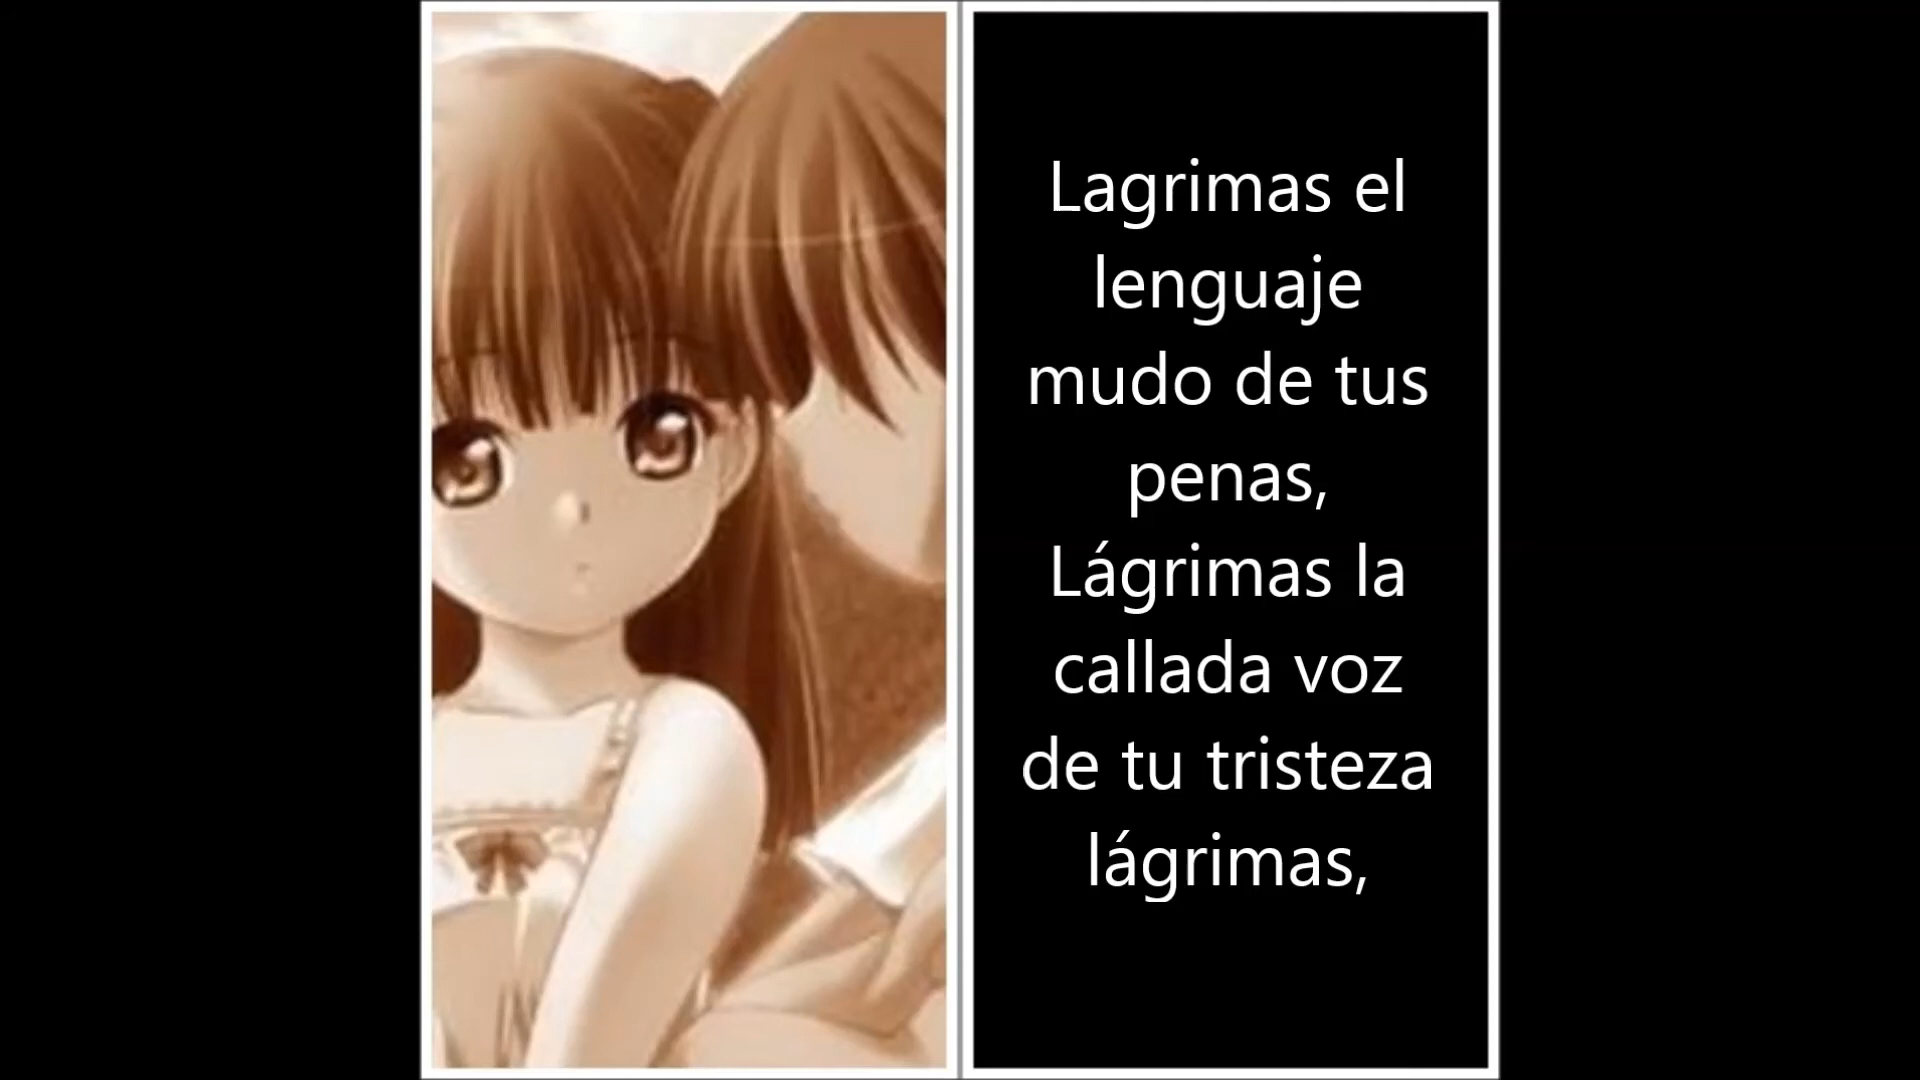 Lagrimas el
lenguaje
mudo de tus
penas,
Lágrimas la
callada voz
de tu tristeza
lágrimas,